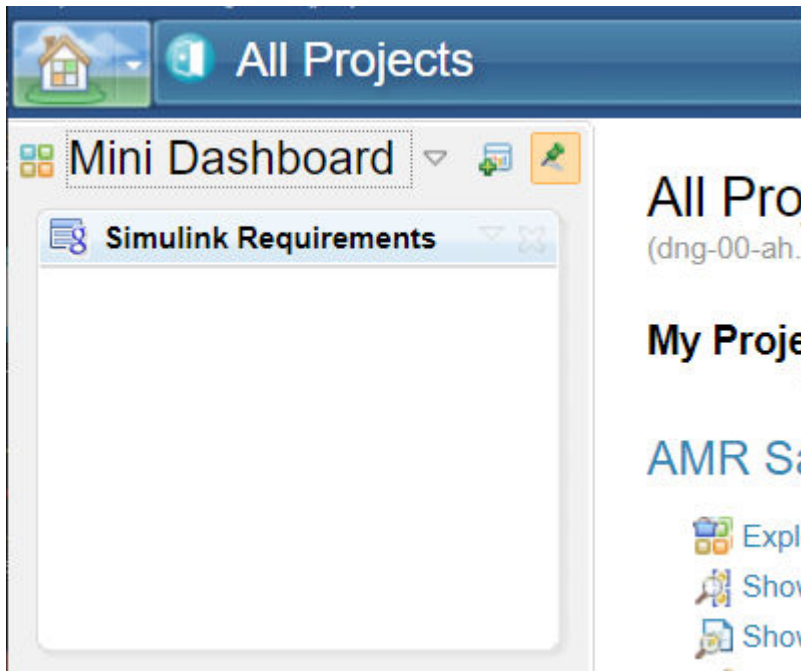 All Projects
Mini Dashboard
Simulink Requirements
All Pro
(dng-00-ah.
My Proje
AMR Sa
Expl
Show
Show